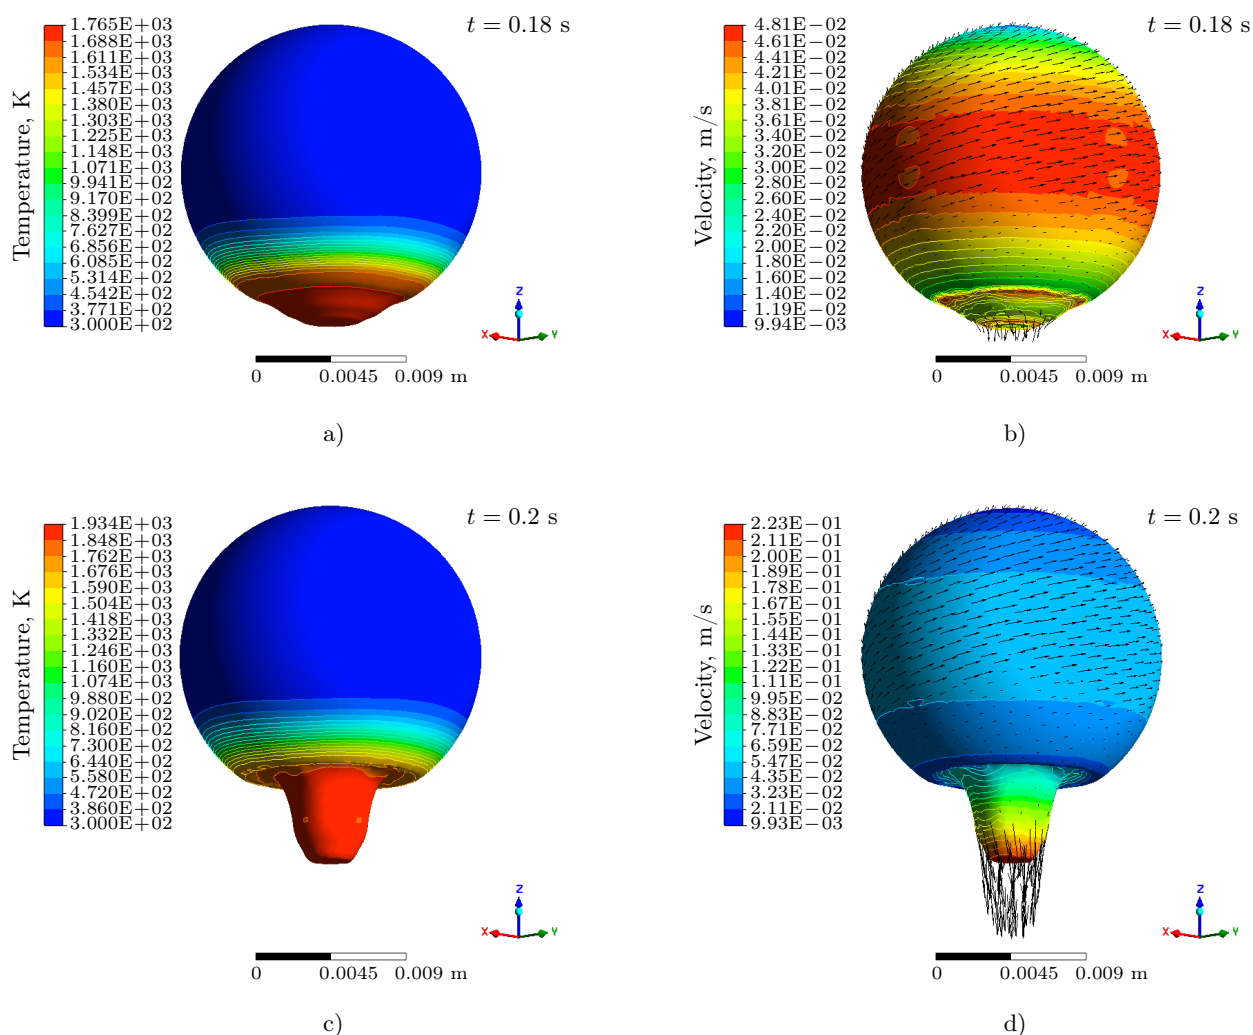 t = 0.18 s
Temperature, K
1.765E+03
1.688E+03
1.611E+03
1.534E+03
1.457E+03
1.380E+03
1.303E+03
1.225E+03
1.148E+03
1.071E+03
9.941E+02
9.170E+02
8.399E+02
7.627E+02
6.856E+02
6.085E+02
5.314E+02
4.542E+02
3.771E+02
3.000E+02
Z
X
Y
0 0.0045 0.009 m
a)
t = 0.18 s
Velocity, m/s
4.81E−02
4.61E−02
4.41E−02
4.21E−02
4.01E−02
3.81E−02
3.61E−02
3.40E−02
3.20E−02
3.00E−02
2.80E−02
2.60E−02
2.40E−02
2.20E−02
2.00E−02
1.80E−02
1.60E−02
1.40E−02
1.19E−02
9.94E−03
Z
X
Y
0 0.0045 0.009 m
b)
t = 0.2 s
Temperature, K
1.934E+03
1.848E+03
1.762E+03
1.676E+03
1.590E+03
1.504E+03
1.418E+03
1.332E+03
1.246E+03
1.160E+03
1.074E+03
9.880E+02
9.020E+02
8.160E+02
7.300E+02
6.440E+02
5.580E+02
4.720E+02
3.860E+02
3.000E+02
Z
X
Y
0 0.0045 0.009 m
c)
t = 0.2 s
Velocity, m/s
2.23E−01
2.11E−01
2.00E−01
1.89E−01
1.78E−01
1.67E−01
1.55E−01
1.44E−01
1.33E−01
1.22E−01
1.11E−01
9.95E−02
8.83E−02
7.71E−02
6.59E−02
5.47E−02
4.35E−02
3.23E−02
2.11E−02
9.93E−03
Z
X
Y
0 0.0045 0.009 m
d)